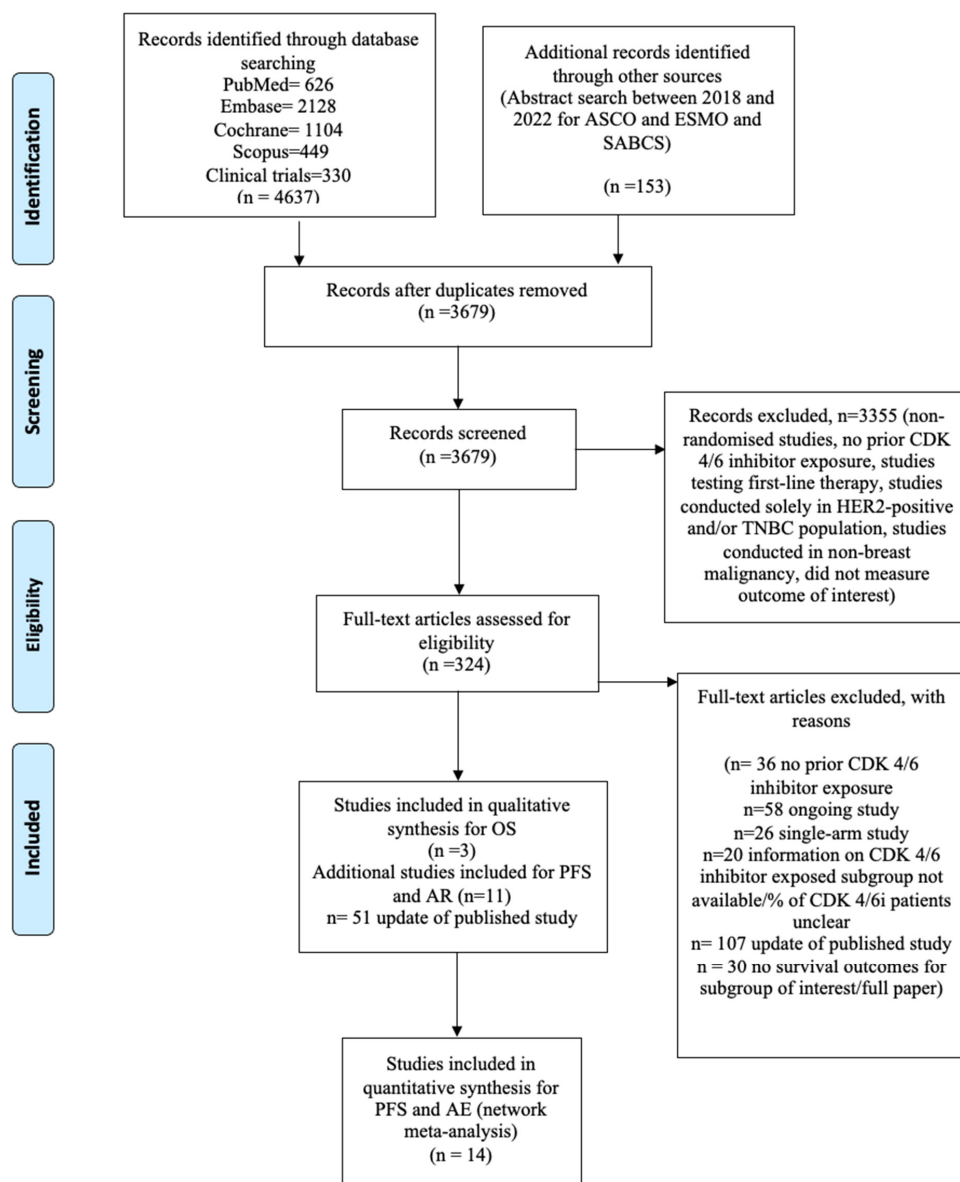 Identification
Records identified through database
searching
PubMed= 626
Embase= 2128
Cochrane= 1104
Scopus=449
Clinical trials=330
(n = 4637)
Additional records identified
through other sources
(Abstract search between 2018 and
2022 for ASCO and ESMO and
SABCS)
(n =153)
Records after duplicates removed
(n =3679)
Screening
Records screened
(n =3679)
Records excluded, n=3355 (non-
randomised studies, no prior CDK
4/6 inhibitor exposure, studies
testing first-line therapy, studies
conducted solely in HER2-positive
and/or TNBC population, studies
conducted in non-breast
malignancy, did not measure
outcome of interest)
Eligibility
Full-text articles assessed for
eligibility
(n =324)
Full-text articles excluded, with
reasons
(n= 36 no prior CDK 4/6
inhibitor exposure
n=58 ongoing study
n=26 single-arm study
n=20 information on CDK 4/6
inhibitor exposed subgroup not
available/% of CDK 4/6i patients
unclear
n= 107 update of published study
n = 30 no survival outcomes for
subgroup of interest/full paper)
Included
Studies included in qualitative
synthesis for OS
(n =3)
Additional studies included for PFS
and AR (n=11)
n= 51 update of published study
Studies included in
quantitative synthesis for
PFS and AE (network
meta-analysis)
(n = 14)